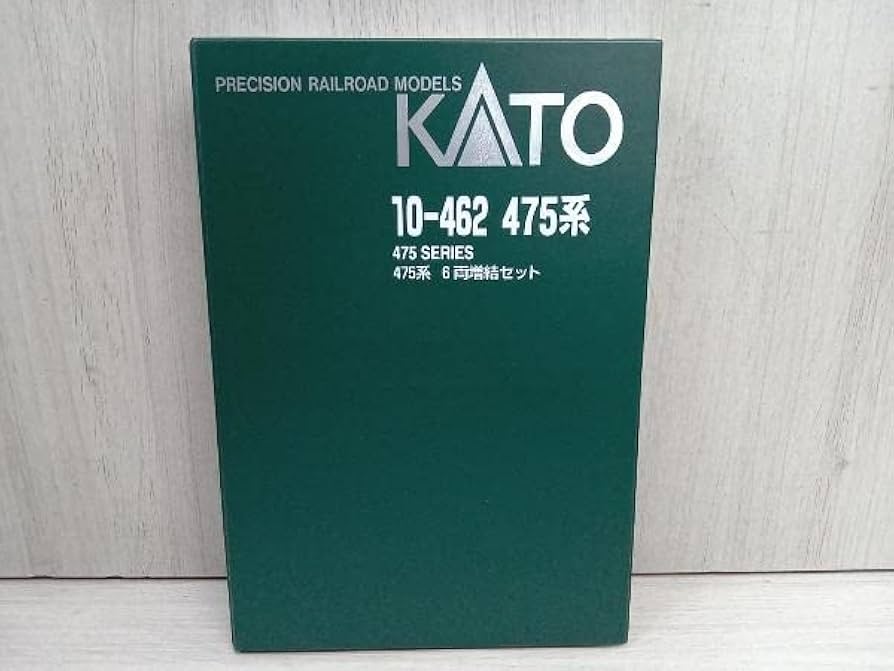 PRECISION RAILROAD MODELS
KATO
10-462 475系
475 SERIES
475系 6両増結セット